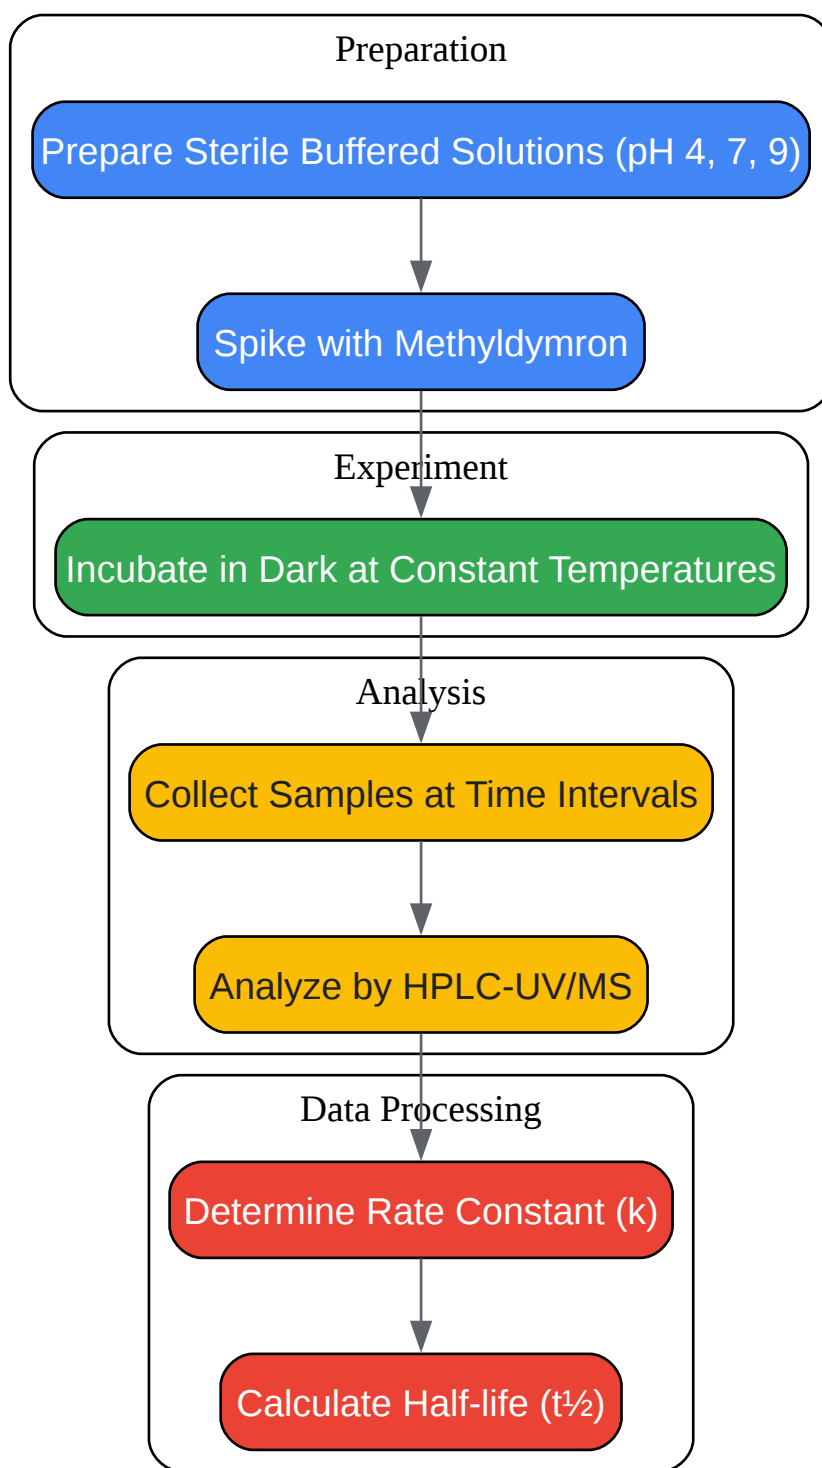 Preparation
Prepare Sterile Buffered Solutions (pH 4, 7, 9)
Spike with Methyldymron
Experiment
Incubate in Dark at Constant Temperatures
Analysis
Collect Samples at Time Intervals
Analyze by HPLC-UV/MS
Data Processing
Determine Rate Constant (k)
Calculate Half-life (t½)